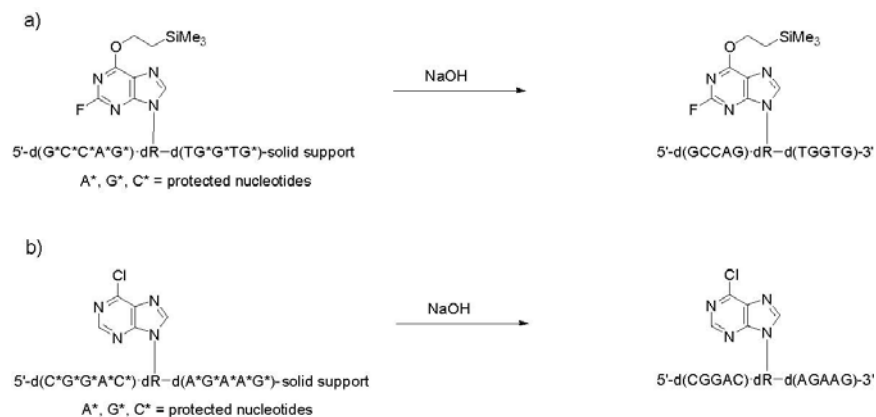 a)
SiMe3
O
N
N
N
N
F
NaOH
5'-d(G*C*C*A*G*)·dR–d(TG*G*TG*)-solid support
A*, G*, C* = protected nucleotides
SiMe3
O
N
N
N
N
F
5'-d(GCCAG)·dR–d(TGGTG)-3'
b)
Cl
N
N
N
N
NaOH
5'-d(C*G*G*A*C*)·dR–d(A*G*A*A*G*)-solid support
A*, G*, C* = protected nucleotides
Cl
N
N
N
N
5'-d(CGGAC)·dR–d(AGAAG)-3'